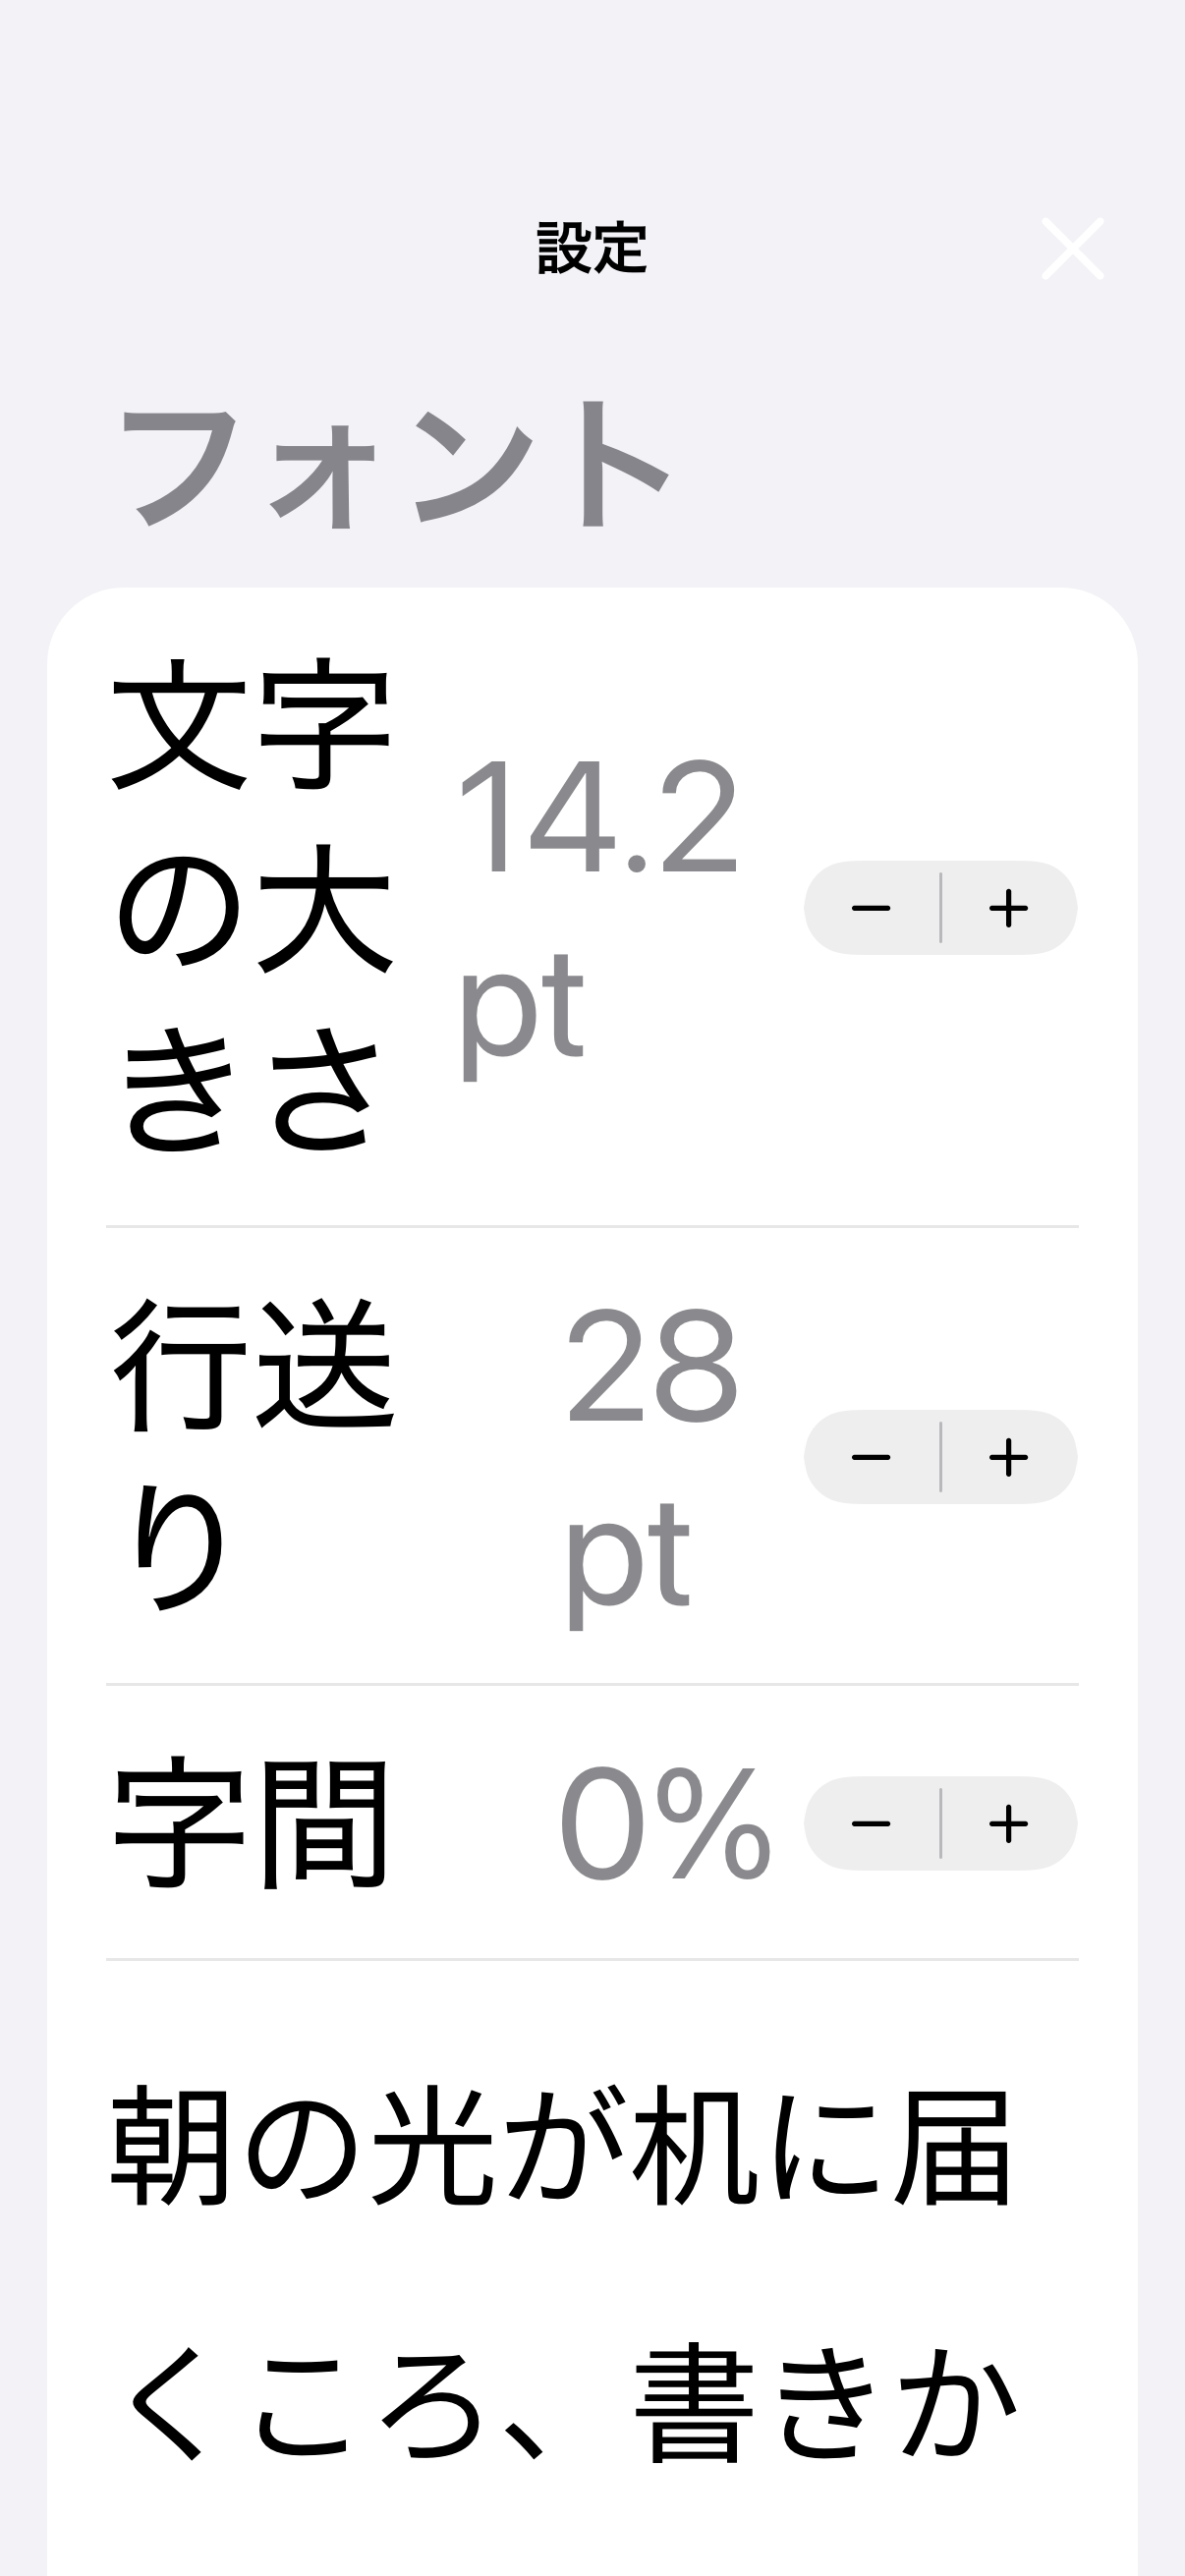 設定
フォント
文字
の大
きさ
14.2
pt
行送
り
28
pt
字間
0%
朝の光が机に届
くころ、書きか